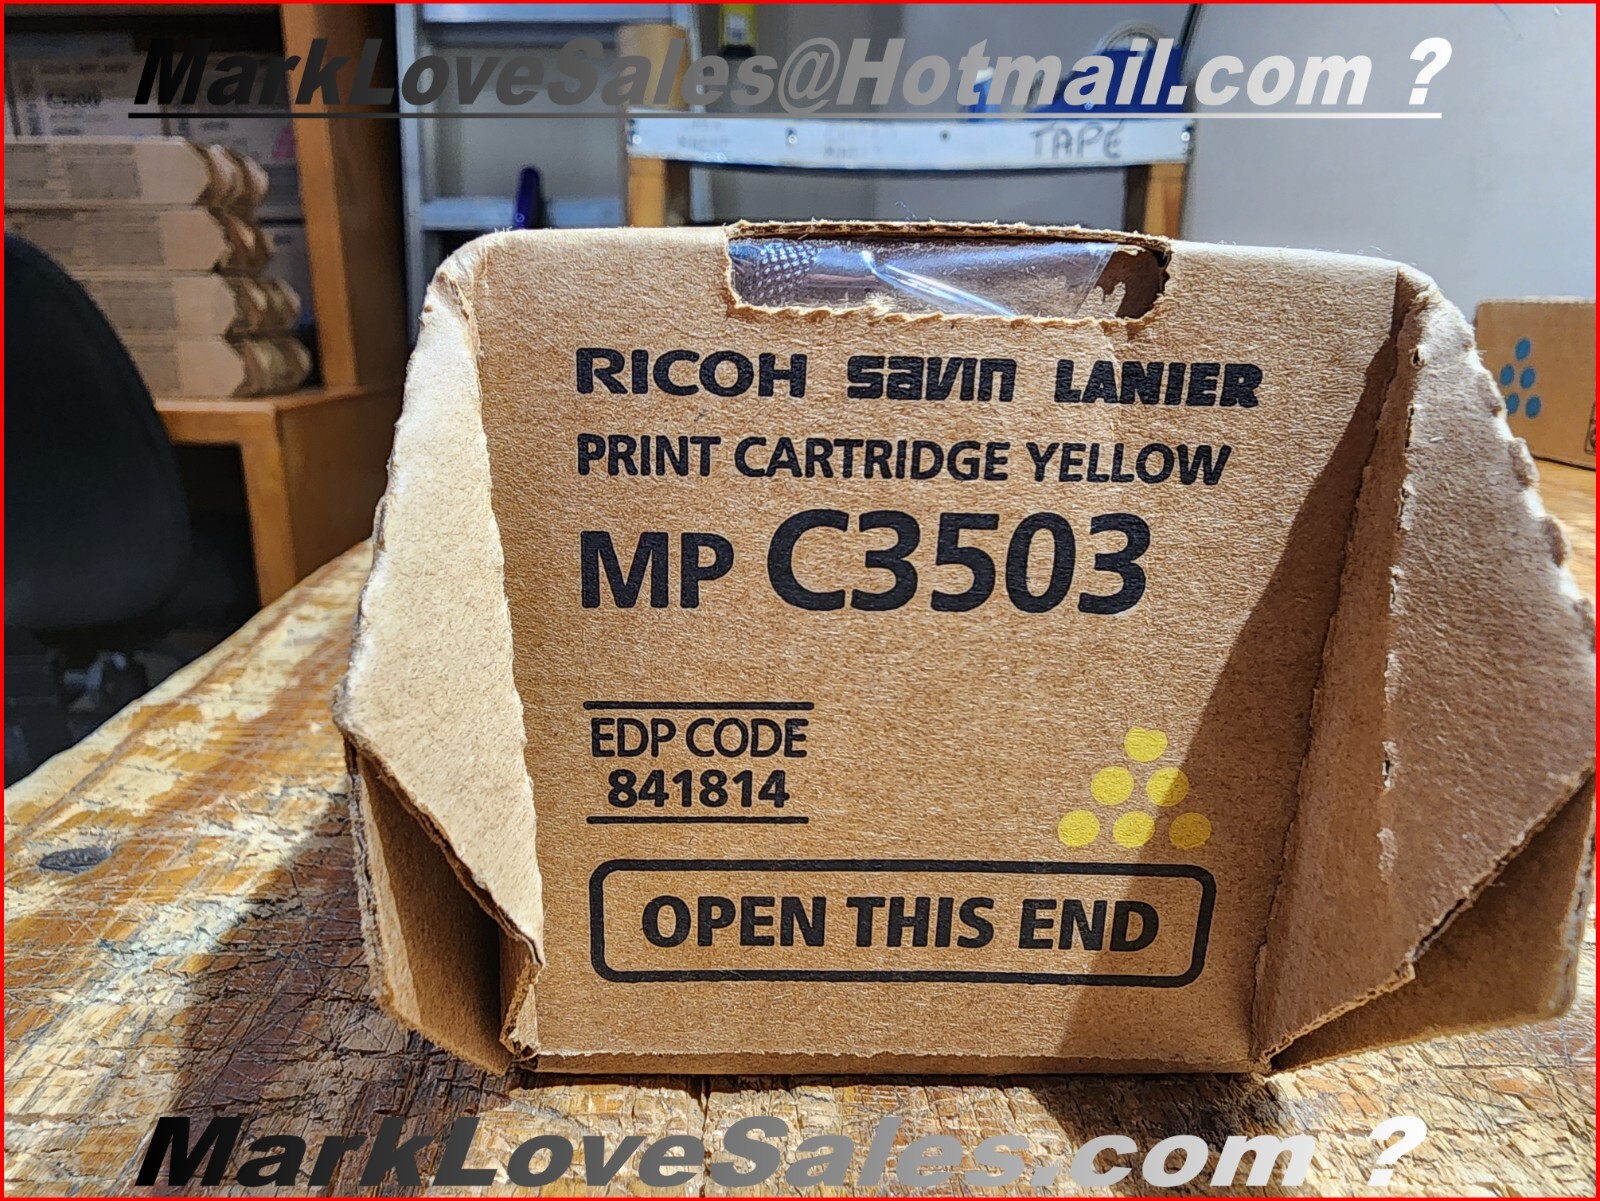 MarkLoveSales@Hotmail.com ?
TAPE
RICOH savin LANIER
PRINT CARTRIDGE YELLOW
MP C3503
EDP CODE
841814
OPEN THIS END
MarkLoveSales.com ?